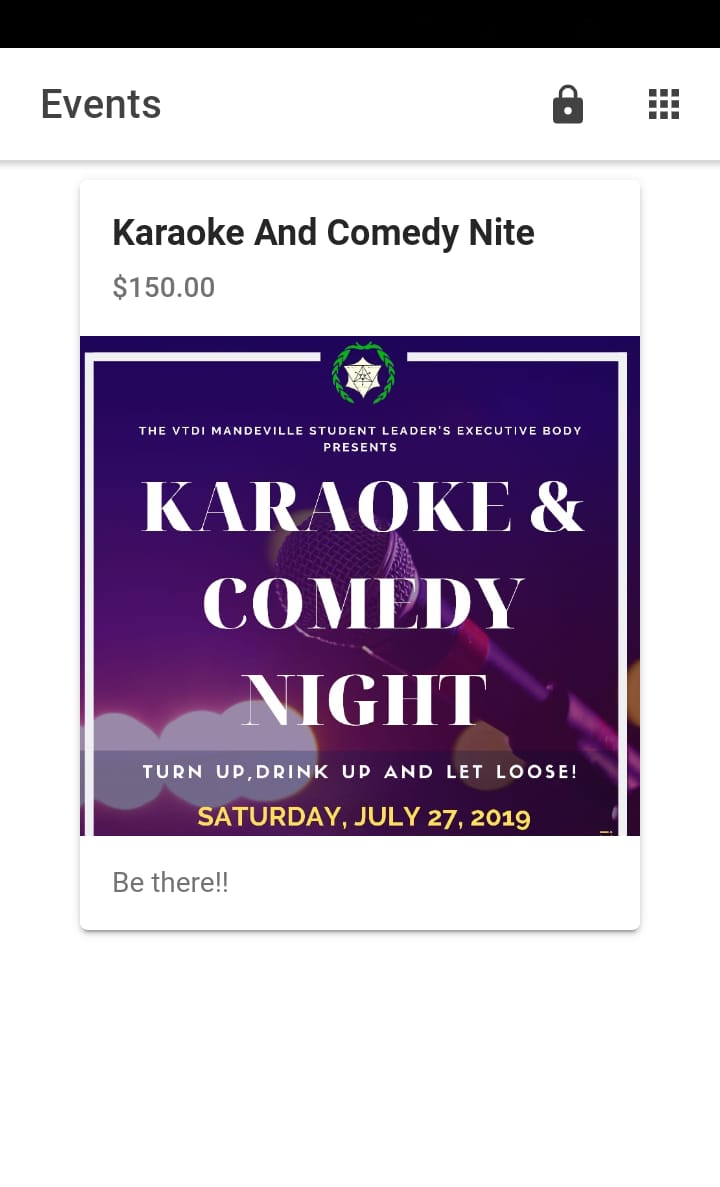 Events
Karaoke And Comedy Nite
$150.00
THE VTDI MANDEVILLE STUDENT LEADER'S EXECUTIVE BODY
PRESENTS
KARAOKE &
COMEDY
NIGHT
TURN UP,DRINK UP AND LET LOOSE!
SATURDAY, JULY 27, 2019
Be there!!